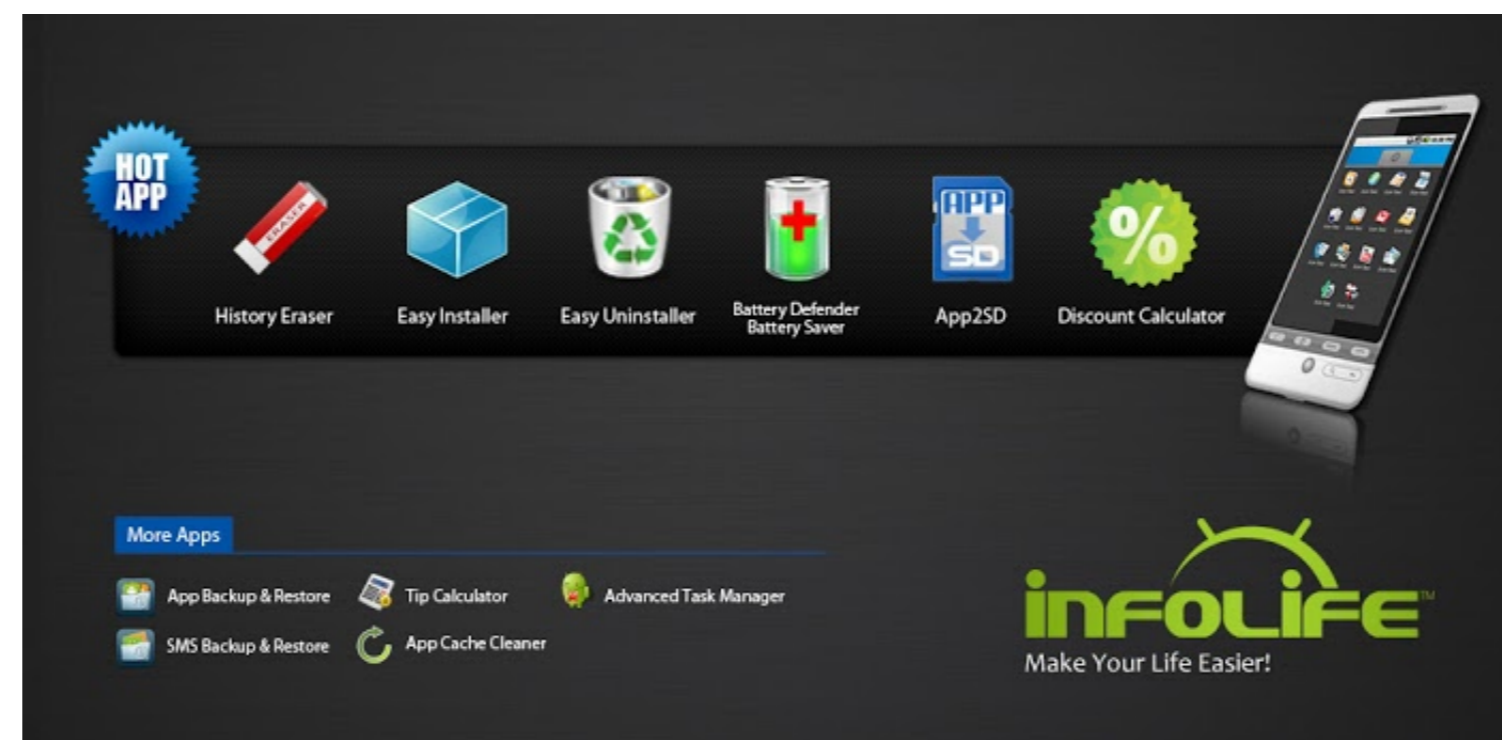 HOT
APP
ERASER
APP
SD
%
History Eraser
Easy Installer
Easy Uninstaller
Battery Defender
Battery Saver
App2SD
Discount Calculator
More Apps
App Backup & Restore
Tip Calculator
Advanced Task Manager
SMS Backup & Restore
App Cache Cleaner
INFOLIFE™
Make Your Life Easier!